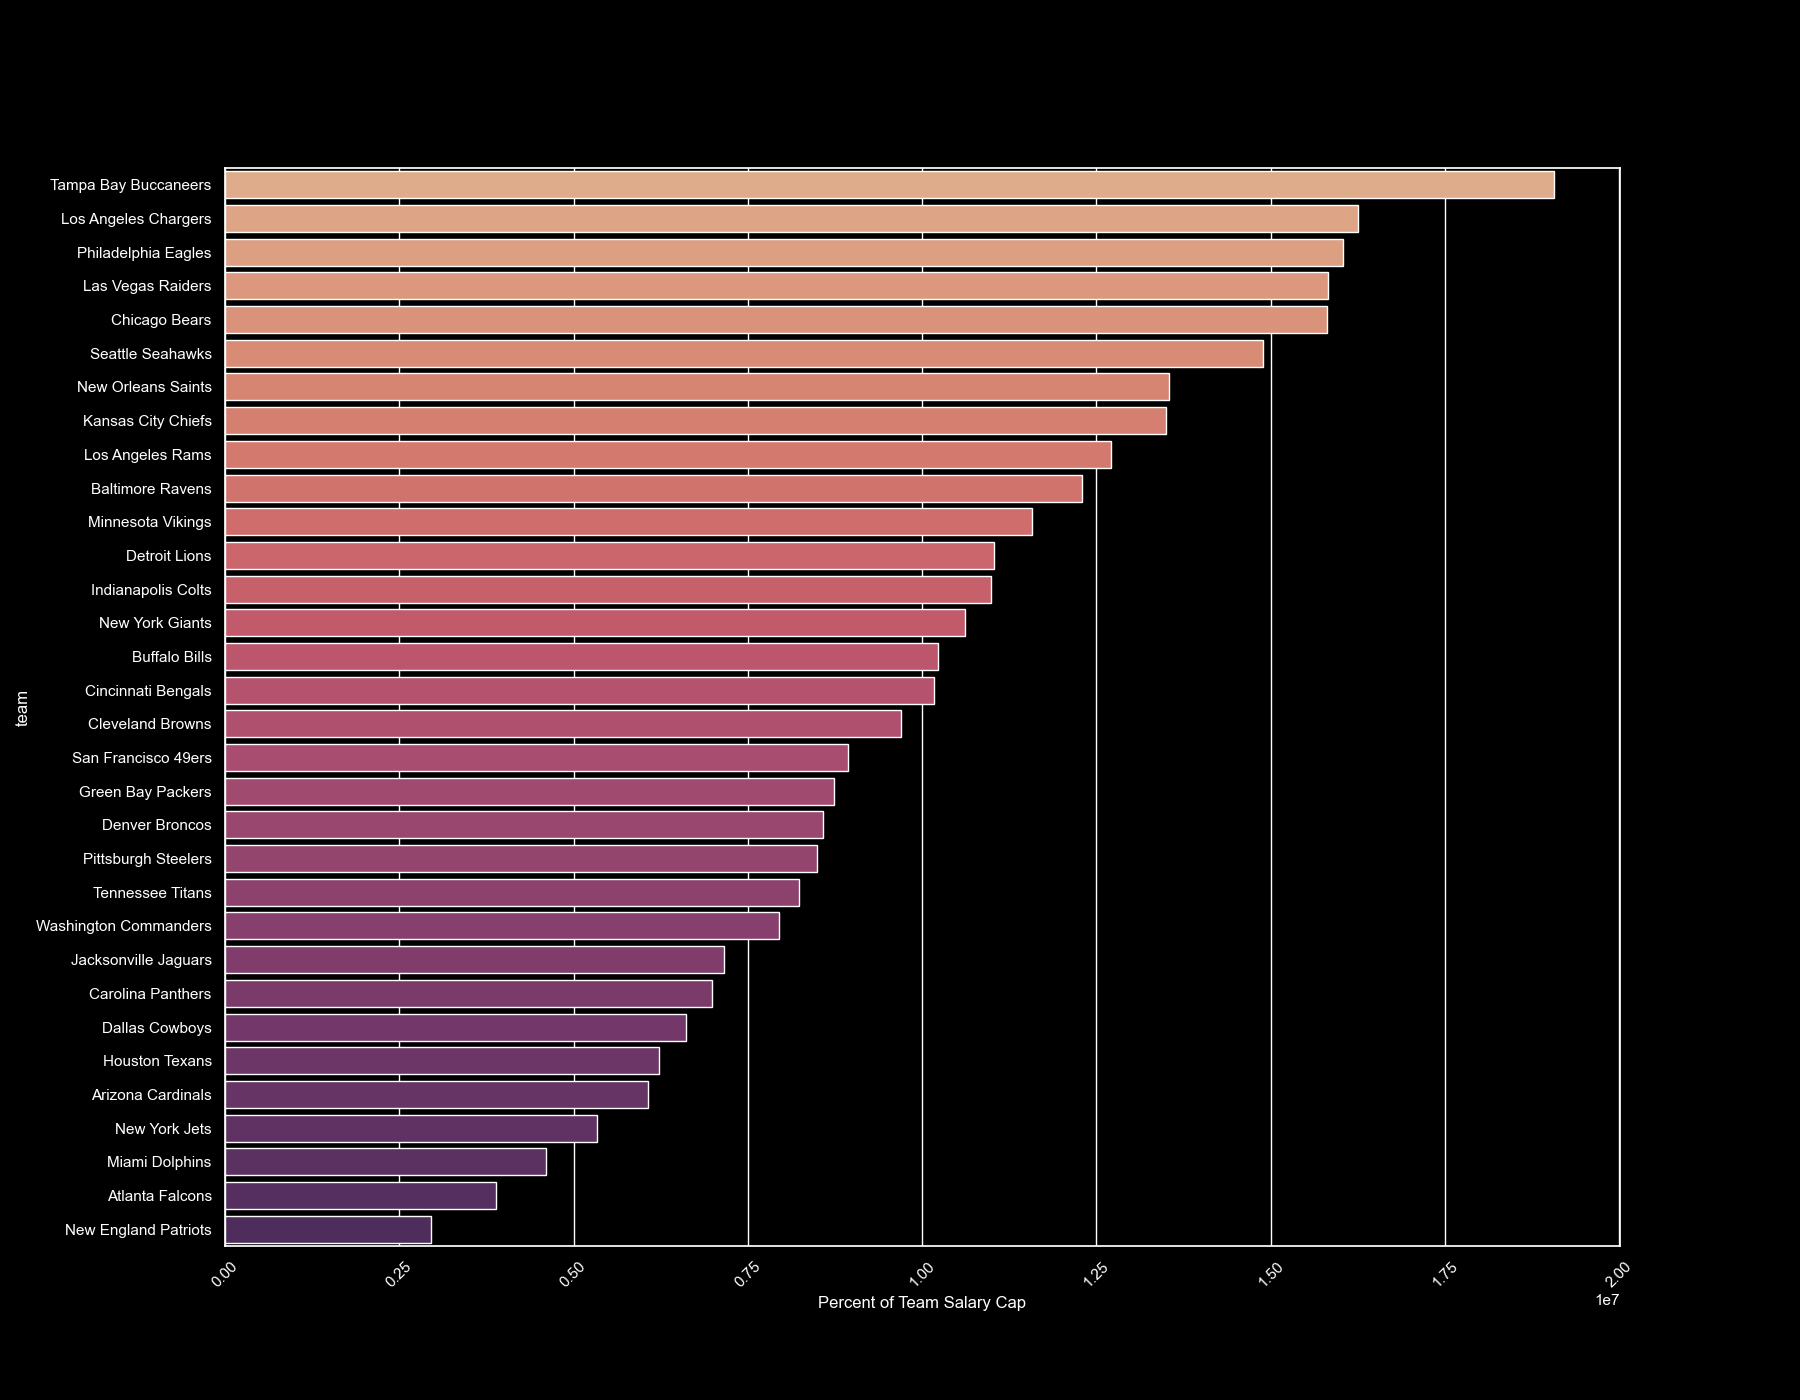 Tampa Bay Buccaneers
Los Angeles Chargers
Philadelphia Eagles
Las Vegas Raiders
Chicago Bears
Seattle Seahawks
New Orleans Saints
Kansas City Chiefs
Los Angeles Rams
Baltimore Ravens
Minnesota Vikings
Detroit Lions
Indianapolis Colts
New York Giants
Buffalo Bills
Cincinnati Bengals
Cleveland Browns
San Francisco 49ers
Green Bay Packers
Denver Broncos
Pittsburgh Steelers
Tennessee Titans
Washington Commanders
Jacksonville Jaguars
Carolina Panthers
Dallas Cowboys
Houston Texans
Arizona Cardinals
New York Jets
Miami Dolphins
Atlanta Falcons
New England Patriots
team
0.00 0.25 0.50 0.75 1.00 1.25 1.50 1.75 2.00
1e7
Percent of Team Salary Cap